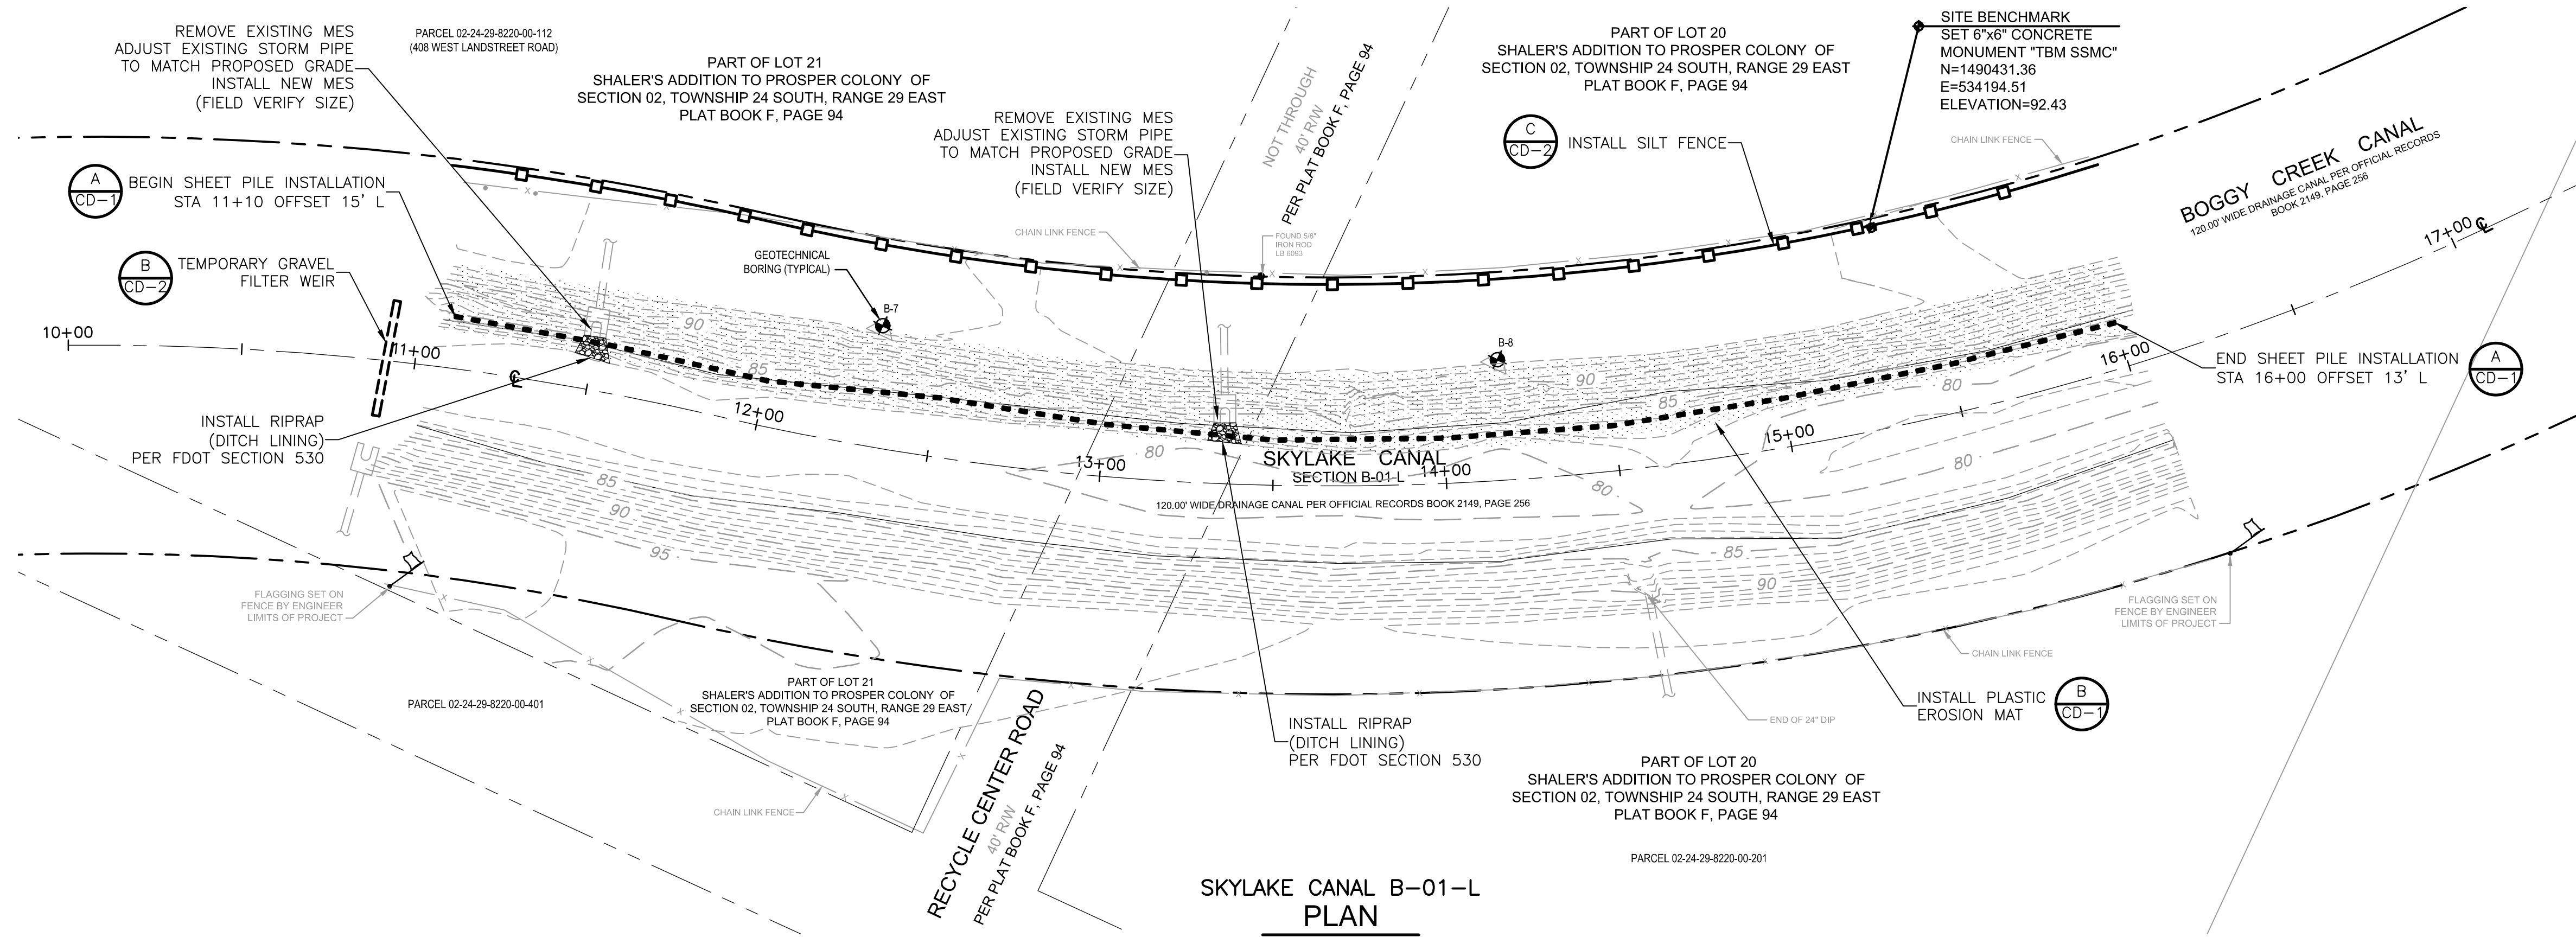 REMOVE EXISTING MES
ADJUST EXISTING STORM PIPE
TO MATCH PROPOSED GRADE
INSTALL NEW MES
(FIELD VERIFY SIZE)
PARCEL 02-24-29-8220-00-112
(408 WEST LANDSTREET ROAD)
PART OF LOT 21
SHALER'S ADDITION TO PROSPER COLONY OF
SECTION 02, TOWNSHIP 24 SOUTH, RANGE 29 EAST
PLAT BOOK F, PAGE 94
REMOVE EXISTING MES
ADJUST EXISTING STORM PIPE
TO MATCH PROPOSED GRADE
INSTALL NEW MES
(FIELD VERIFY SIZE)
NOT THROUGH
40' R/W
PER PLAT BOOK F, PAGE 94
PART OF LOT 20
SHALER'S ADDITION TO PROSPER COLONY OF
SECTION 02, TOWNSHIP 24 SOUTH, RANGE 29 EAST
PLAT BOOK F, PAGE 94
C
CD-2
INSTALL SILT FENCE
SITE BENCHMARK
SET 6"x6" CONCRETE
MONUMENT "TBM SSMC"
N=1490431.36
E=534194.51
ELEVATION=92.43
CHAIN LINK FENCE
BOGGY CREEK CANAL
120.00' WIDE DRAINAGE CANAL PER OFFICIAL RECORDS
BOOK 2149, PAGE 256
A
CD-1
BEGIN SHEET PILE INSTALLATION
STA 11+10 OFFSET 15' L
B
CD-2
TEMPORARY GRAVEL
FILTER WEIR
GEOTECHNICAL
BORING (TYPICAL)
CHAIN LINK FENCE
FOUND 5/8"
IRON ROD
LB 6093
B-7
B-8
10+00
11+00
12+00
13+00
14+00
15+00
16+00
17+00
90
85
90
85
80
80
80
80
85
90
95
85
90
INSTALL RIPRAP
(DITCH LINING)
PER FDOT SECTION 530
SKYLAKE CANAL
SECTION B-01 L
120.00' WIDE DRAINAGE CANAL PER OFFICIAL RECORDS BOOK 2149, PAGE 256
END SHEET PILE INSTALLATION
STA 16+00 OFFSET 13' L
A
CD-1
FLAGGING SET ON
FENCE BY ENGINEER
LIMITS OF PROJECT
FLAGGING SET ON
FENCE BY ENGINEER
LIMITS OF PROJECT
CHAIN LINK FENCE
PARCEL 02-24-29-8220-00-401
PART OF LOT 21
SHALER'S ADDITION TO PROSPER COLONY OF
SECTION 02, TOWNSHIP 24 SOUTH, RANGE 29 EAST
PLAT BOOK F, PAGE 94
INSTALL PLASTIC
EROSION MAT
B
CD-1
END OF 24" DIP
INSTALL RIPRAP
(DITCH LINING)
PER FDOT SECTION 530
CHAIN LINK FENCE
RECYCLE CENTER ROAD
40' R/W
PER PLAT BOOK F, PAGE 94
PART OF LOT 20
SHALER'S ADDITION TO PROSPER COLONY OF
SECTION 02, TOWNSHIP 24 SOUTH, RANGE 29 EAST
PLAT BOOK F, PAGE 94
PARCEL 02-24-29-8220-00-201
SKYLAKE CANAL B-01-L
PLAN